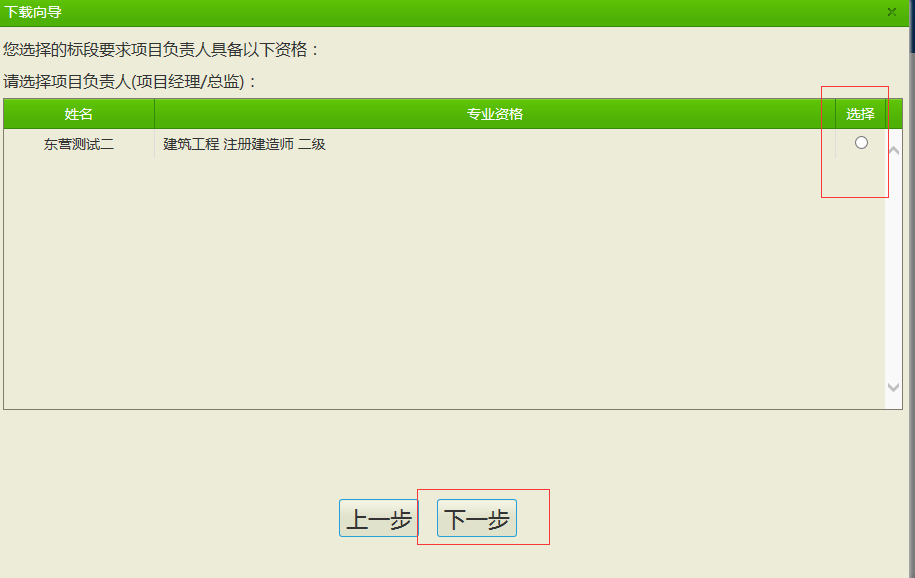 下载向导
您选择的标段要求项目负责人具备以下资格：
请选择项目负责人(项目经理/总监)：
姓名 专业资格 选择
东营测试二 建筑工程 注册建造师 二级
上一步 下一步